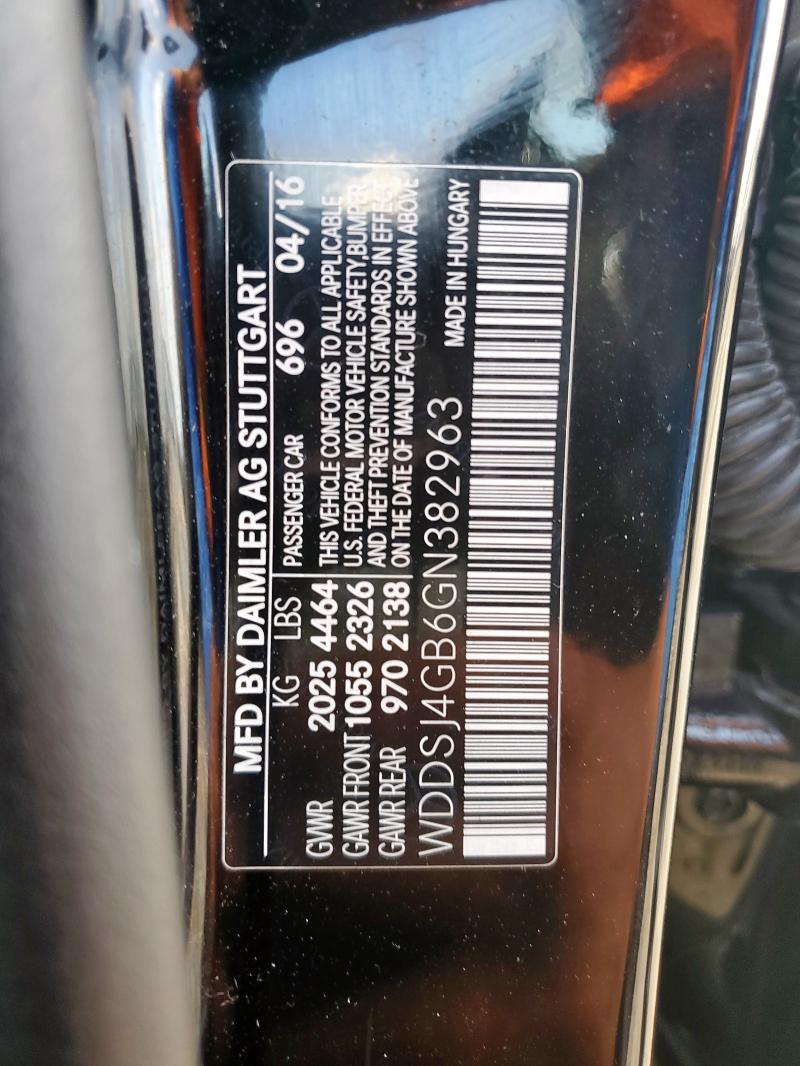 MFD BY DAIMLER AG STUTTGART
KG LBS PASSENGER CAR 696 04/16
GVWR 2025 4464 THIS VEHICLE CONFORMS TO ALL APPLICABLE
GAWR FRONT 1055 2326 U.S. FEDERAL MOTOR VEHICLE SAFETY,BUMPER
GAWR REAR 970 2138 AND THEFT PREVENTION STANDARDS IN EFFECT
ON THE DATE OF MANUFACTURE SHOWN ABOVE
WDDSJ4GB6GN382963 MADE IN HUNGARY